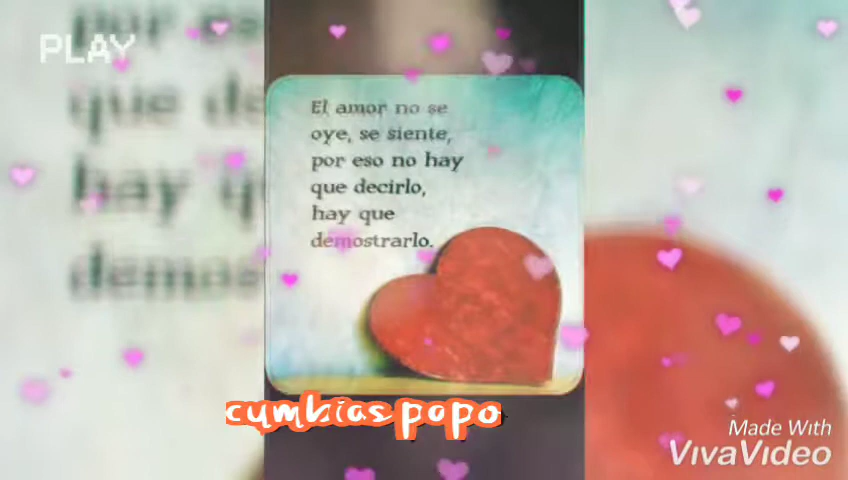 PLAY
El amor no se
oye, se siente,
por eso no hay
que decirlo,
hay que
demostrarlo.
cumbias popo
Made With
VivaVideo